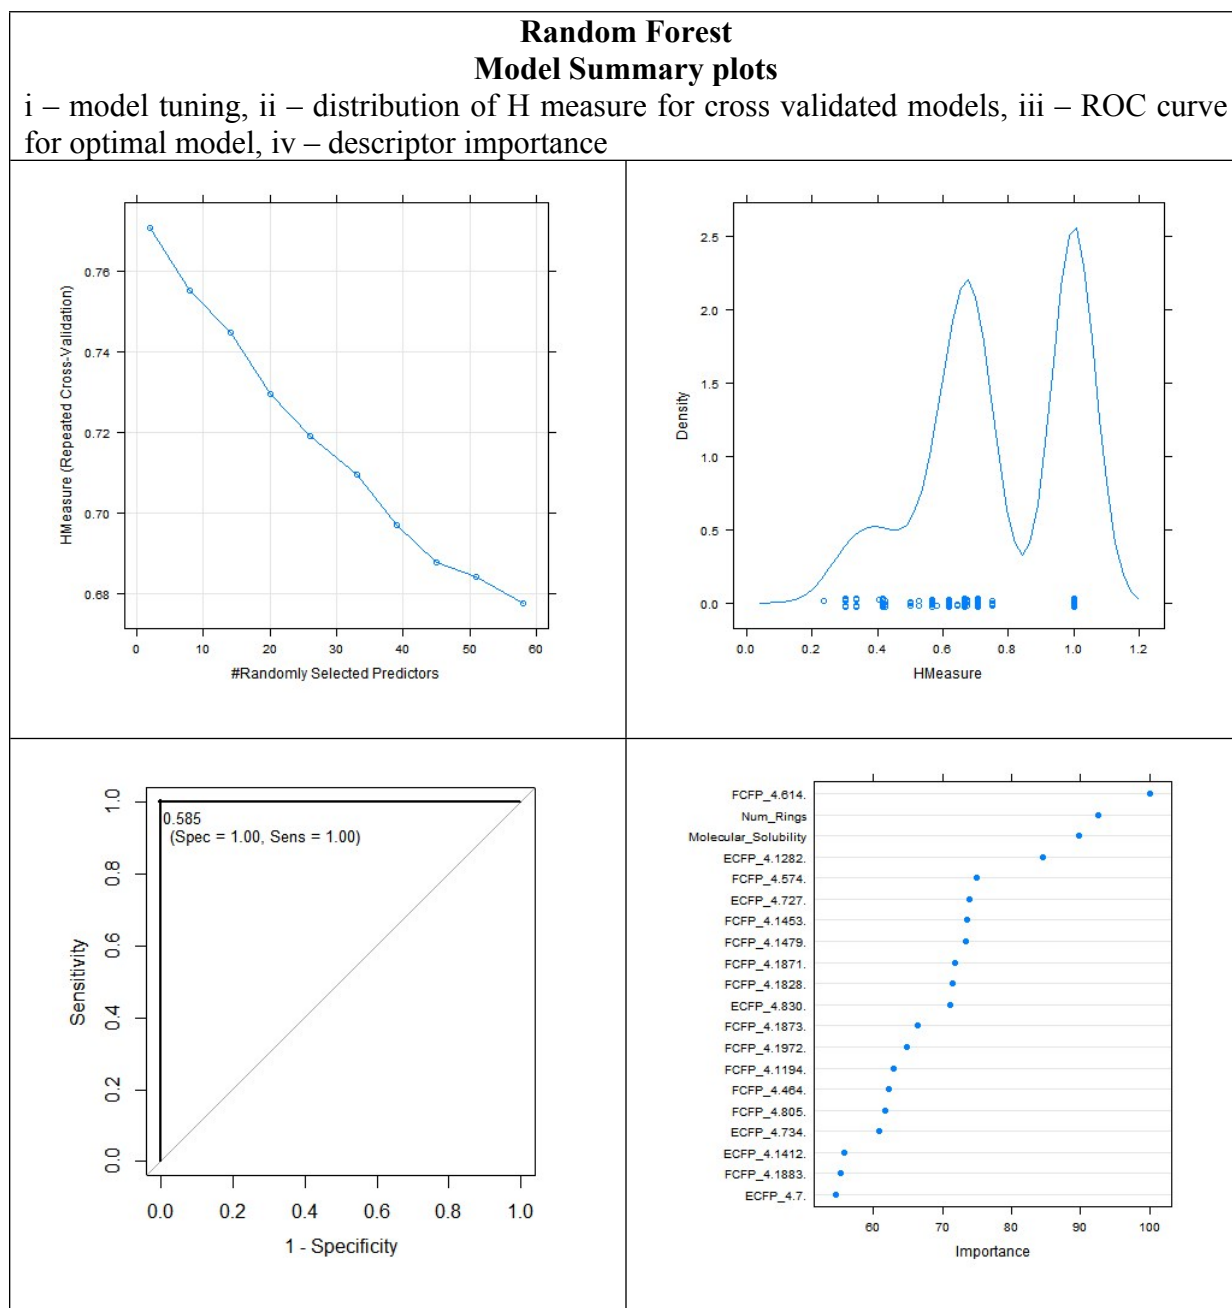 Random Forest
Model Summary plots
i – model tuning, ii – distribution of H measure for cross validated models, iii – ROC curve
for optimal model, iv – descriptor importance
HMeasure (Repeated Cross-Validation)
0.76
0.74
0.72
0.70
0.68
0 10 20 30 40 50 60
#Randomly Selected Predictors
Density
2.5
2.0
1.5
1.0
0.5
0.0
0.0 0.2 0.4 0.6 0.8 1.0 1.2
HMeasure
Sensitivity
1.0
0.8
0.6
0.4
0.2
0.0
0.585
(Spec = 1.00, Sens = 1.00)
0.0 0.2 0.4 0.6 0.8 1.0
1 - Specificity
FCFP_4.614.
Num_Rings
Molecular_Solubility
ECFP_4.1282.
FCFP_4.574.
ECFP_4.727.
FCFP_4.1453.
FCFP_4.1479.
FCFP_4.1871.
FCFP_4.1828.
ECFP_4.830.
FCFP_4.1873.
FCFP_4.1972.
FCFP_4.1194.
FCFP_4.464.
FCFP_4.805.
ECFP_4.734.
ECFP_4.1412.
FCFP_4.1883.
ECFP_4.7.
60 70 80 90 100
Importance